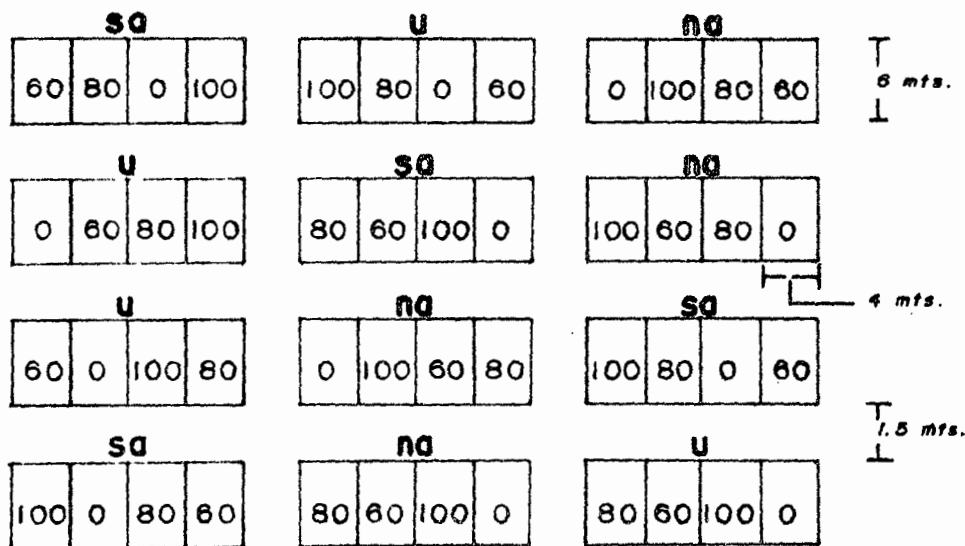 sa u na
60 80 0 100 100 80 0 60 0 100 80 60 6 mts.
u sa na
0 60 80 100 80 60 100 0 100 60 80 0
4 mts.
u na sa
60 0 100 80 0 100 60 80 100 80 0 60
1.5 mts.
sa na u
100 0 80 60 80 60 100 0 80 60 100 0